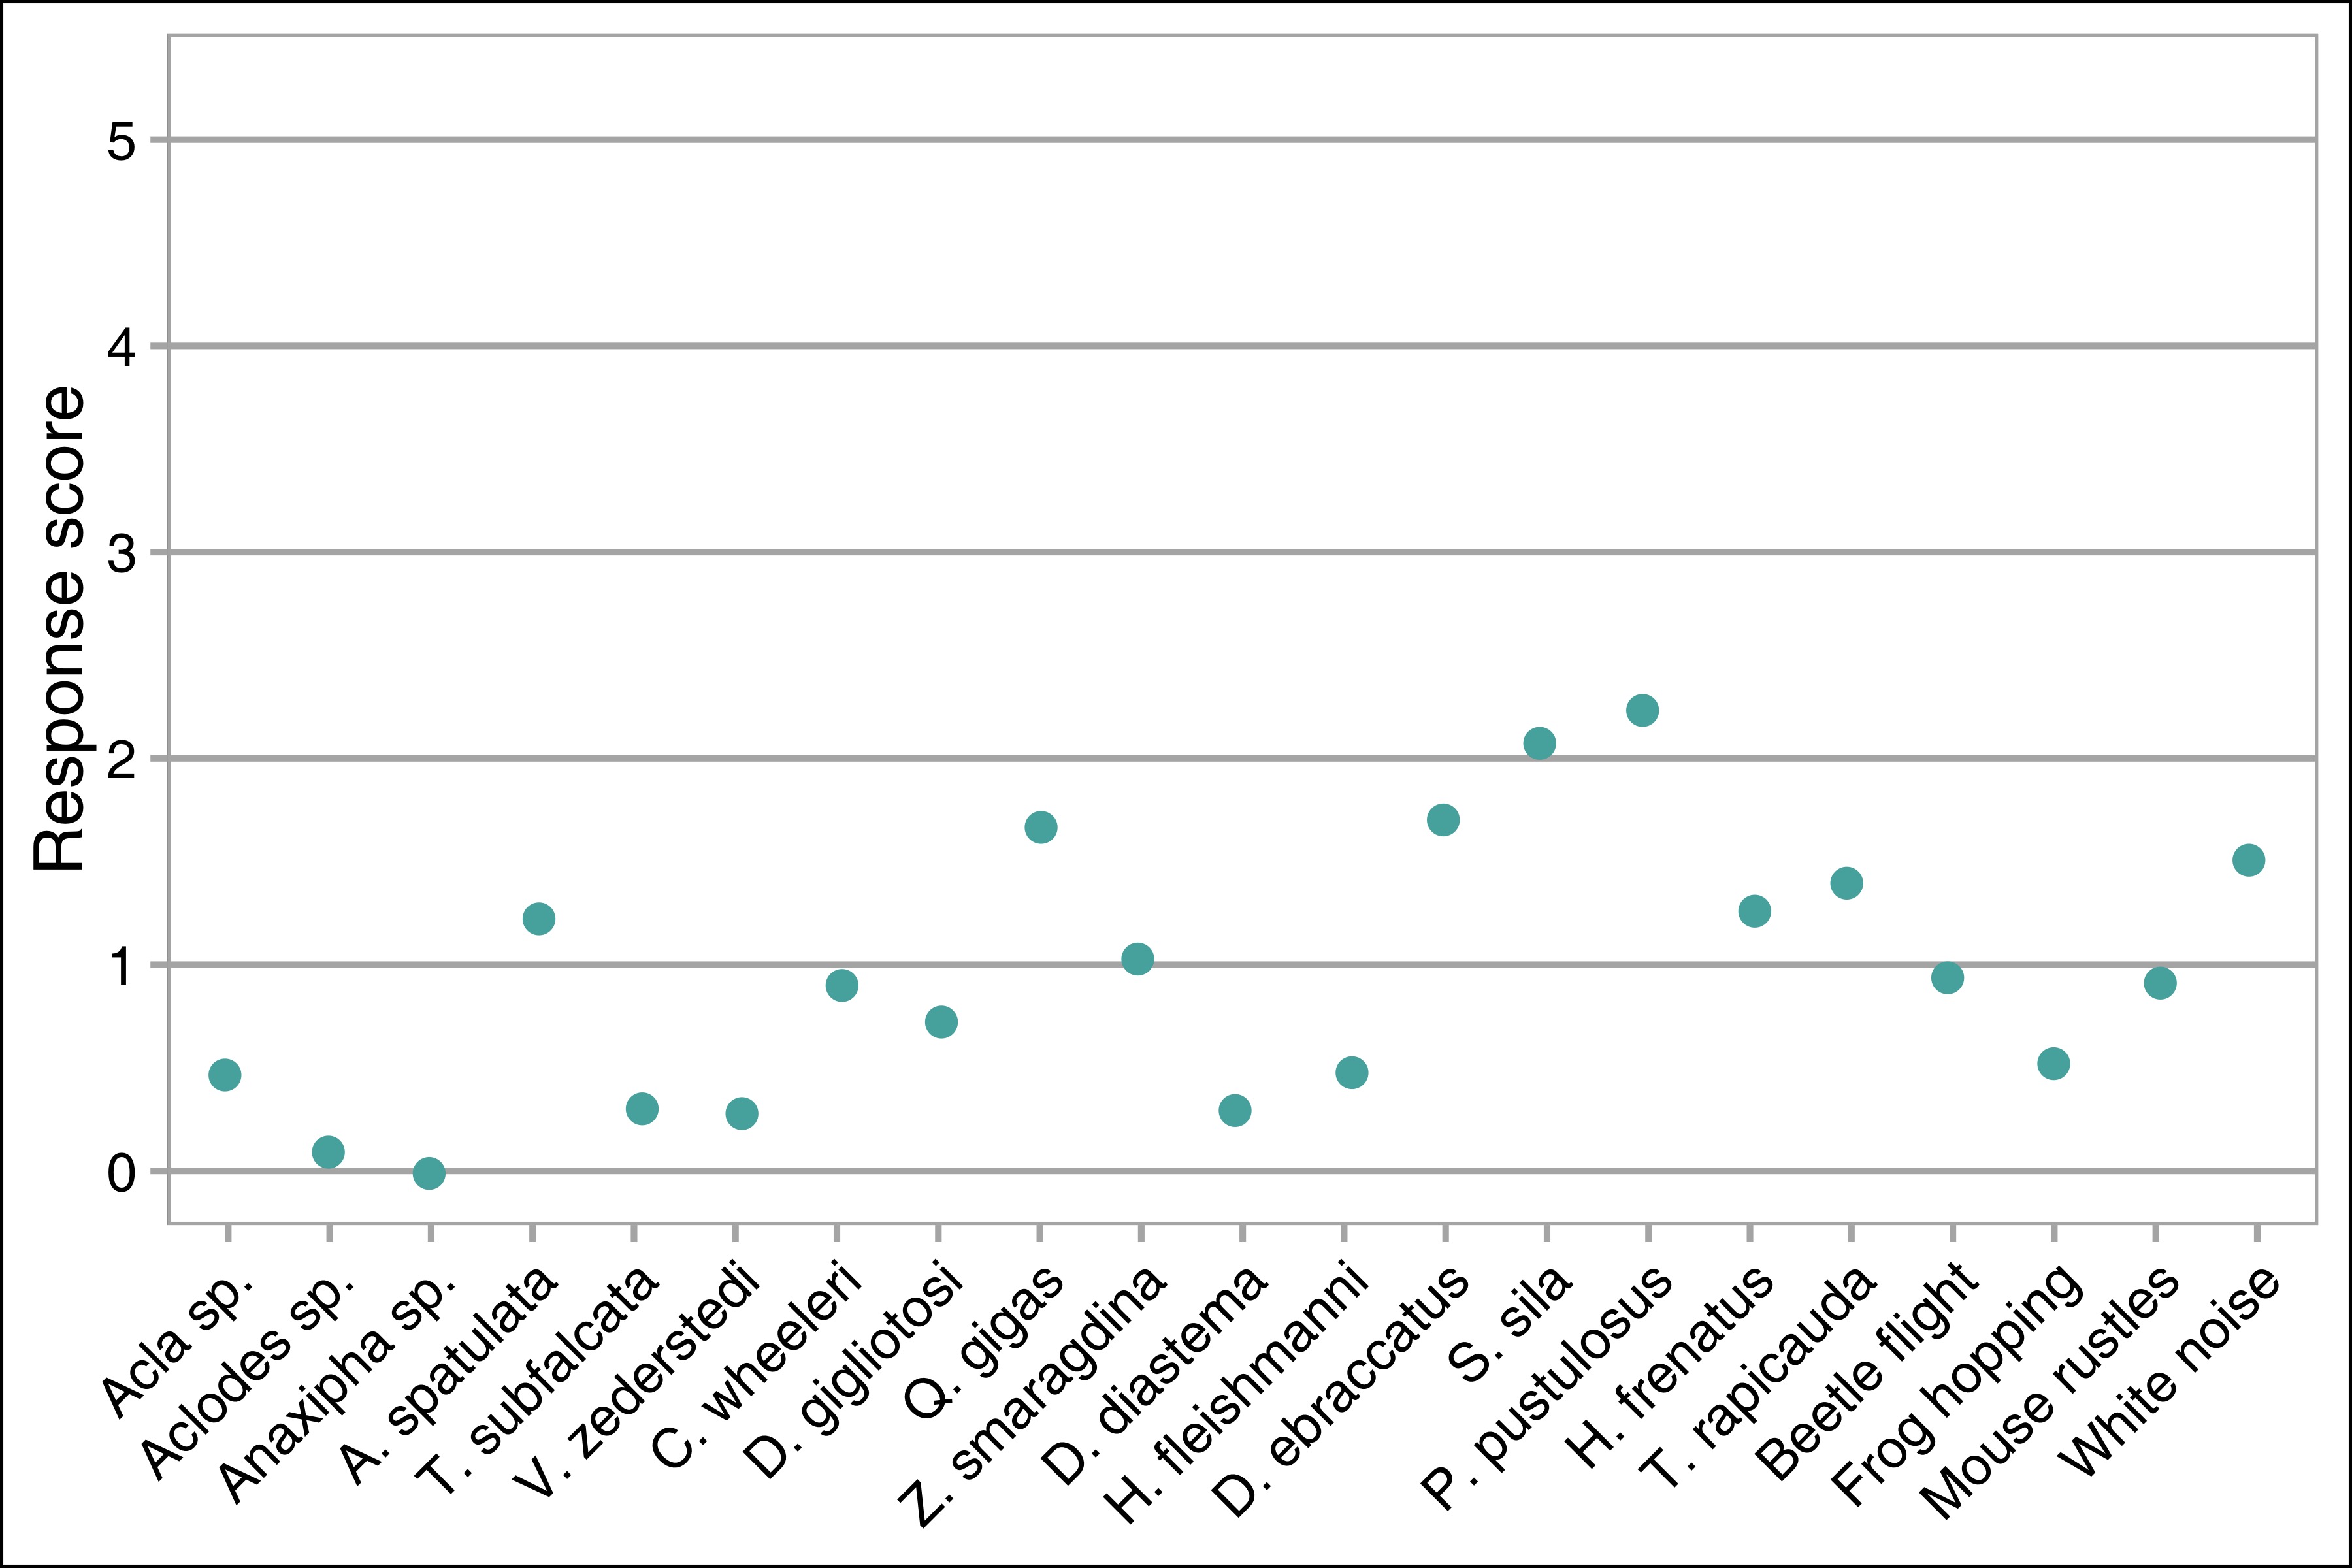 Response score
5
4
3
2
1
0
Acla sp.
Aclodes sp.
Anaxipha sp.
A. spatulata
T. subfalcata
V. zederstedi
C. wheeleri
D. gigliotosi
Q. gigas
Z. smaragdina
D. diastema
H. fleishmanni
D. ebraccatus
S. sila
P. pustulosus
H. frenatus
T. rapicauda
Beetle flight
Frog hopping
Mouse rustles
White noise